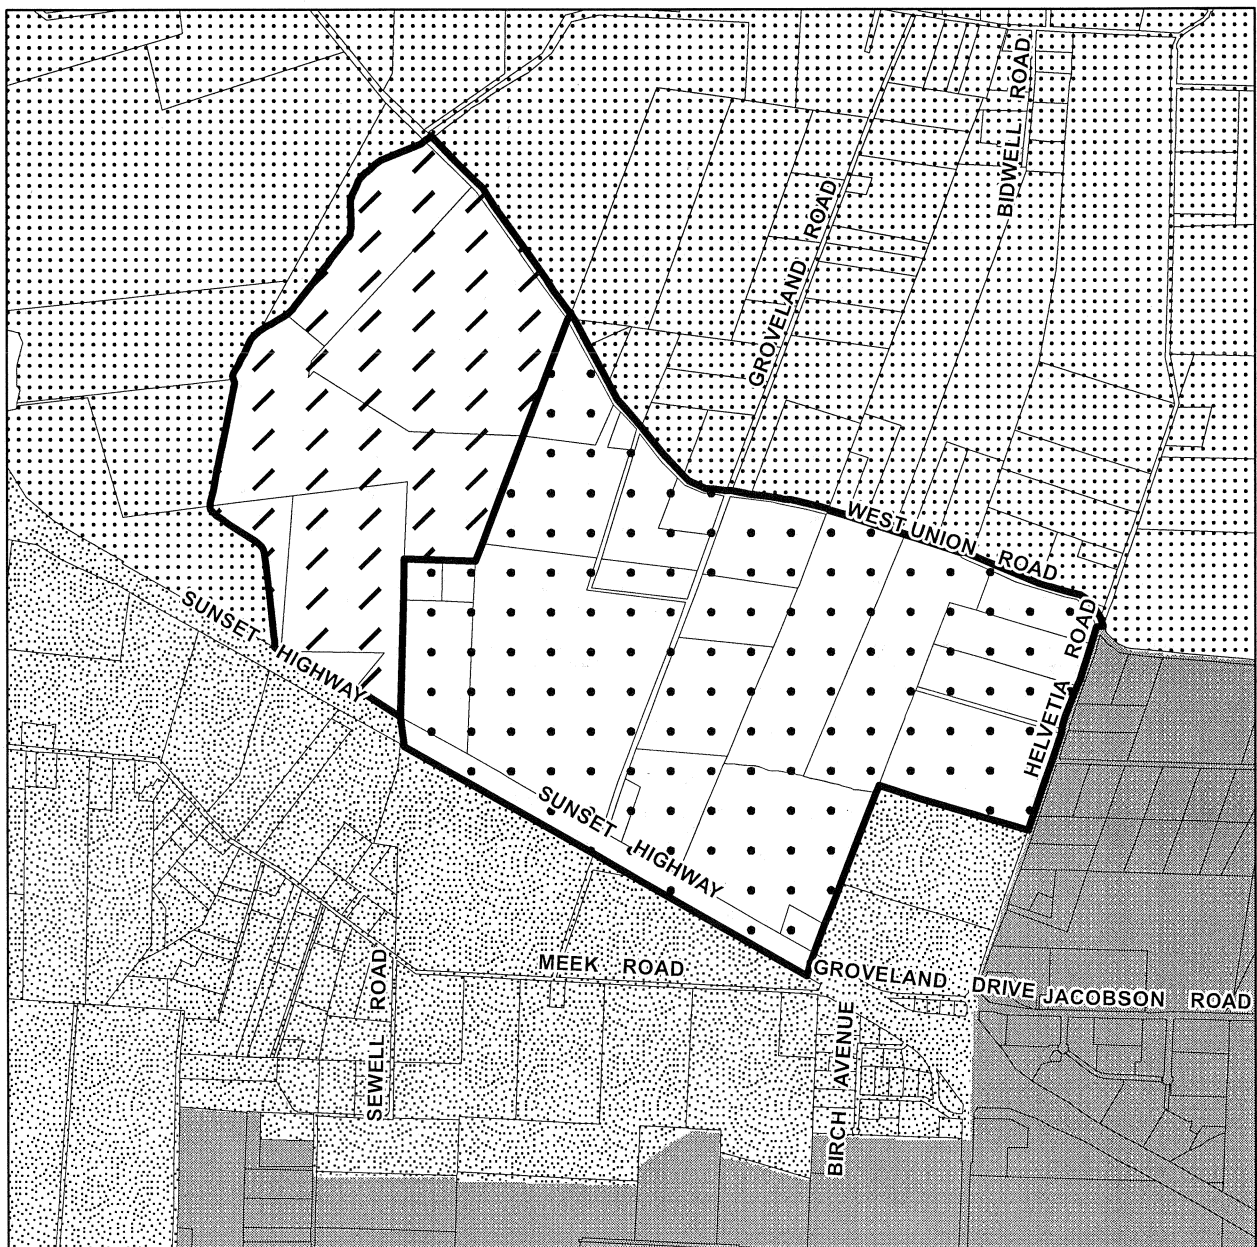 BIDWELL ROAD
GROVELAND ROAD
WEST UNION ROAD
HELVETIA ROAD
SUNSET HIGHWAY
SUNSET HIGHWAY
MEEK ROAD
GROVELAND DRIVE
JACOBSON ROAD
SEWELL ROAD
BIRCH AVENUE